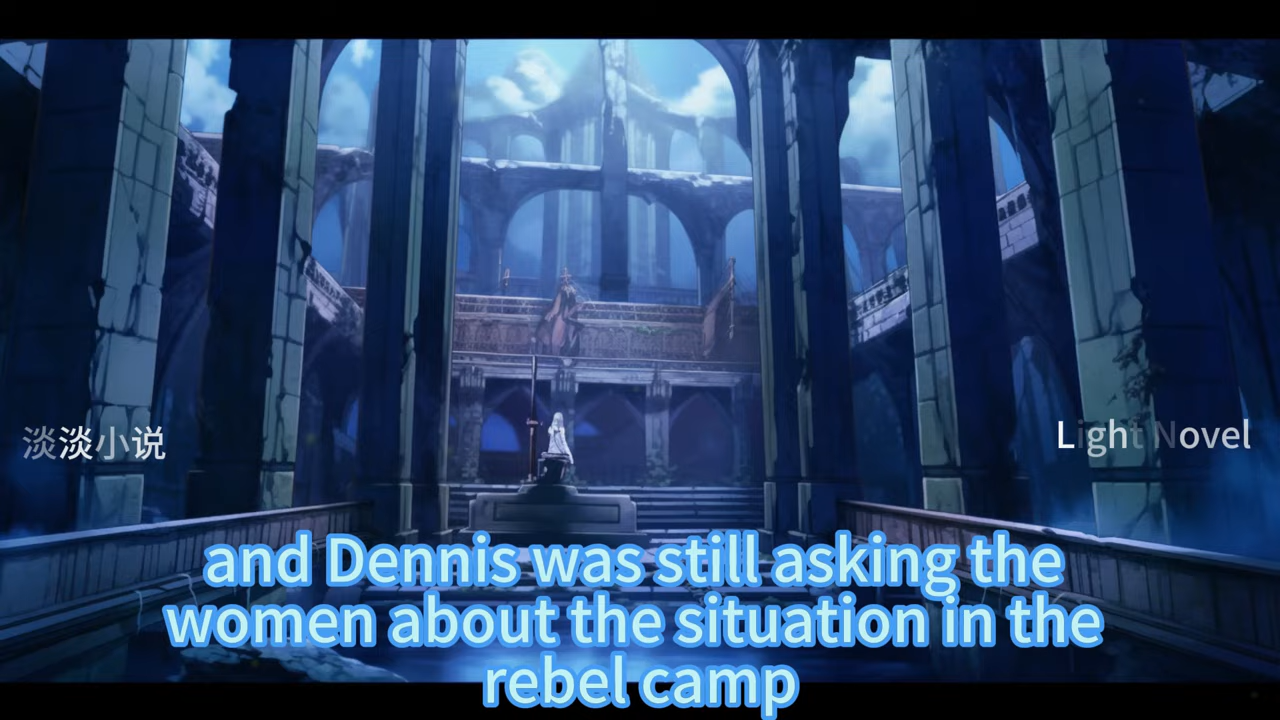 淡淡小说
Light Novel
and Dennis was still asking the
women about the situation in the
rebel camp